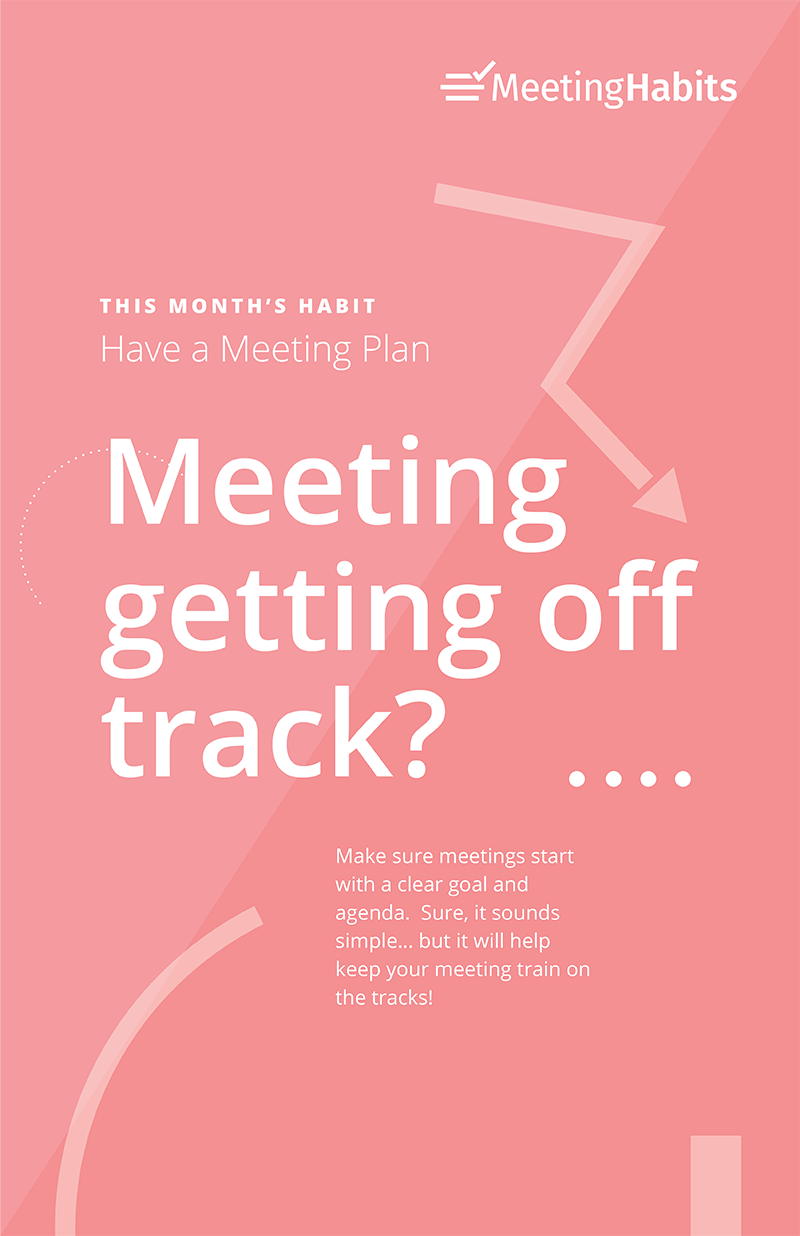 MeetingHabits
THIS MONTH'S HABIT
Have a Meeting Plan
Meeting
getting off
track?
Make sure meetings start
with a clear goal and
agenda.  Sure, it sounds
simple... but it will help
keep your meeting train on
the tracks!